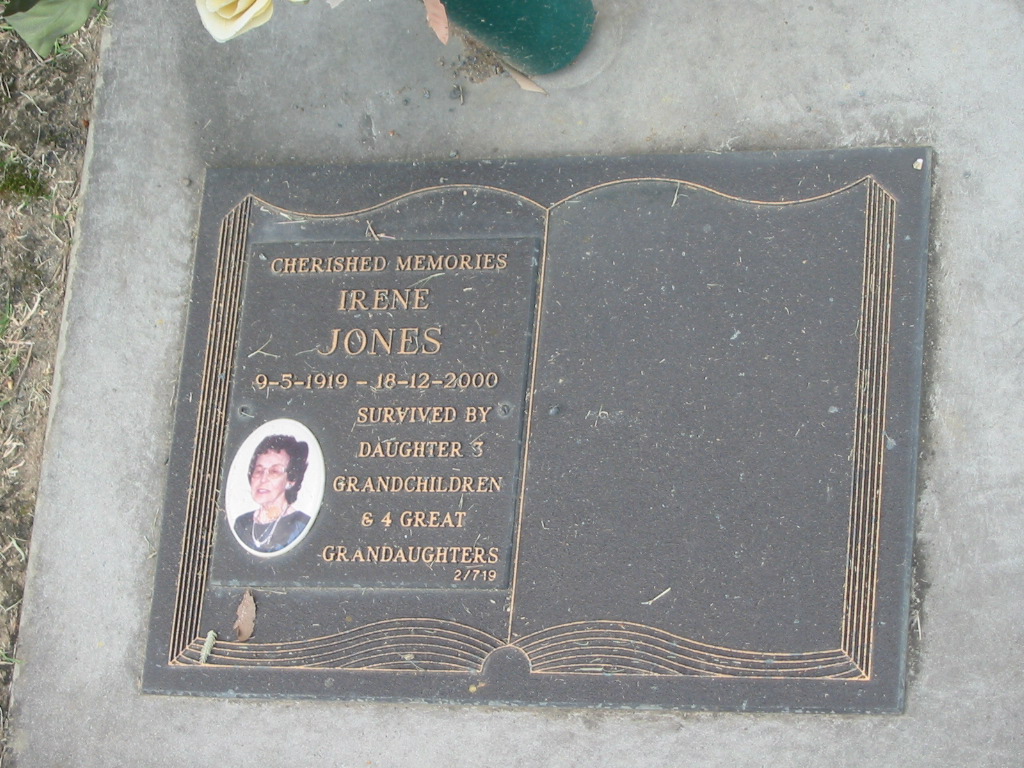 CHERISHED MEMORIES
IRENE
JONES
9-5-1919 - 18-12-2000
SURVIVED BY
DAUGHTER 3
GRANDCHILDREN
& 4 GREAT
GRANDAUGHTERS
2/719